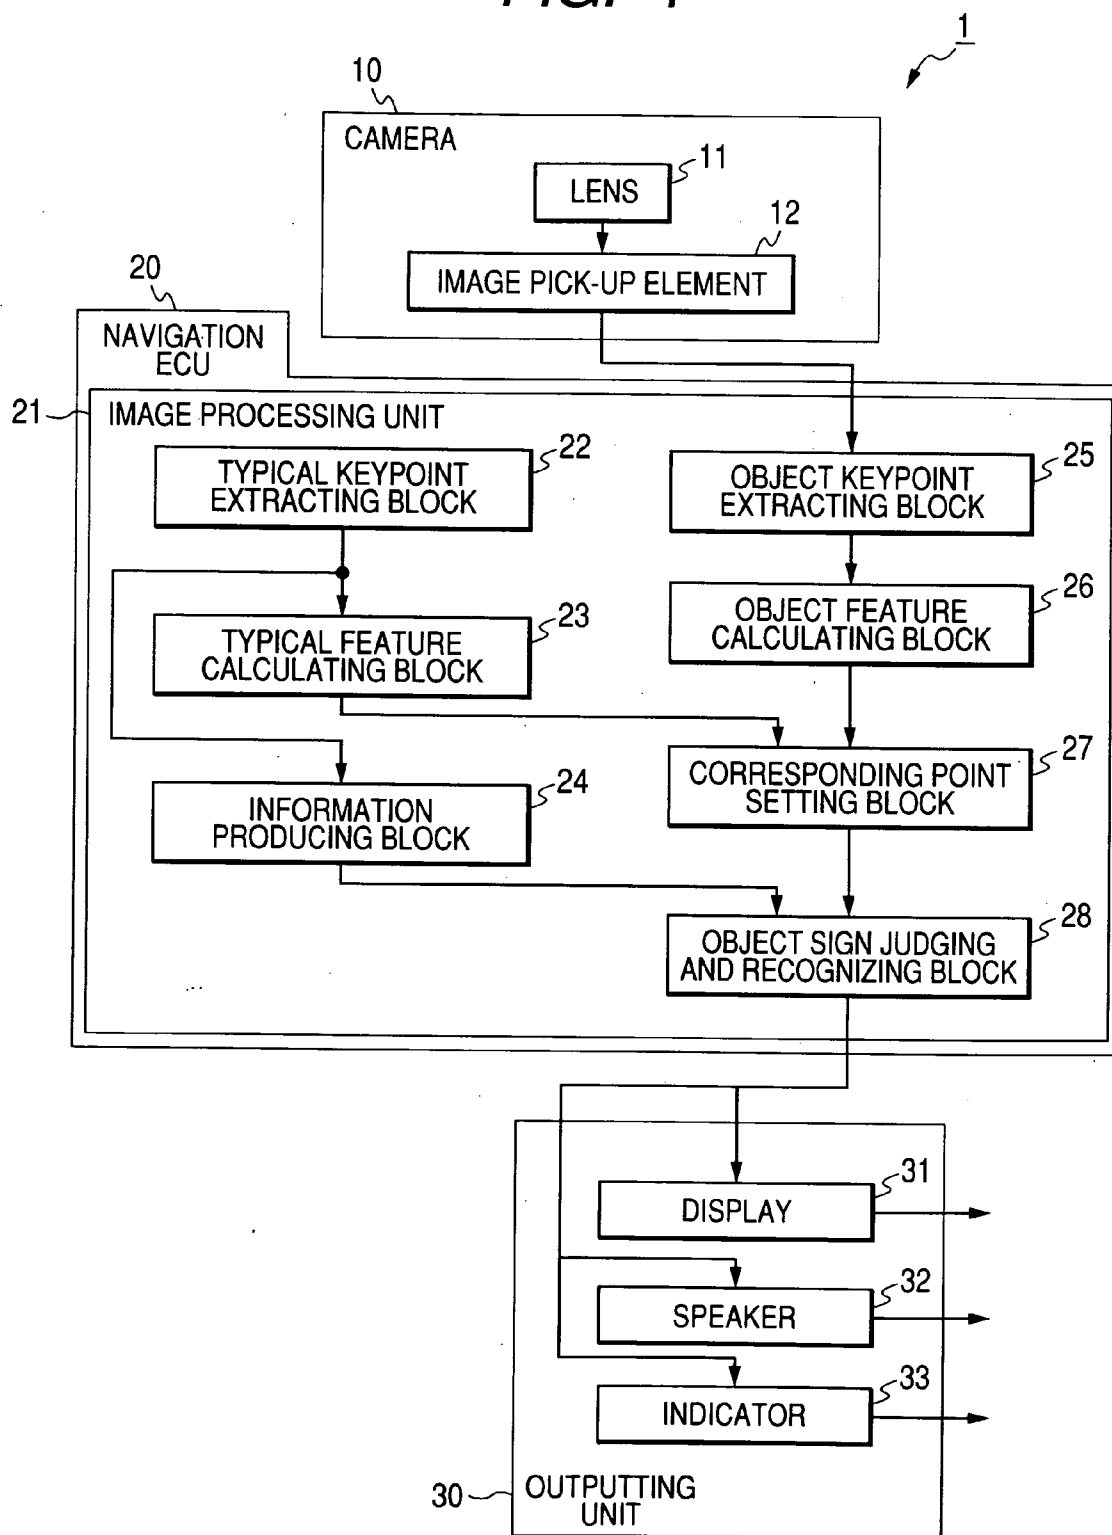 FIG. 1
1
10
CAMERA
11
LENS
12
IMAGE PICK-UP ELEMENT
20
NAVIGATION
ECU
21
IMAGE PROCESSING UNIT
22
TYPICAL KEYPOINT
EXTRACTING BLOCK
25
OBJECT KEYPOINT
EXTRACTING BLOCK
23
TYPICAL FEATURE
CALCULATING BLOCK
26
OBJECT FEATURE
CALCULATING BLOCK
24
INFORMATION
PRODUCING BLOCK
27
CORRESPONDING POINT
SETTING BLOCK
28
OBJECT SIGN JUDGING
AND RECOGNIZING BLOCK
31
DISPLAY
32
SPEAKER
33
INDICATOR
30
OUTPUTTING
UNIT